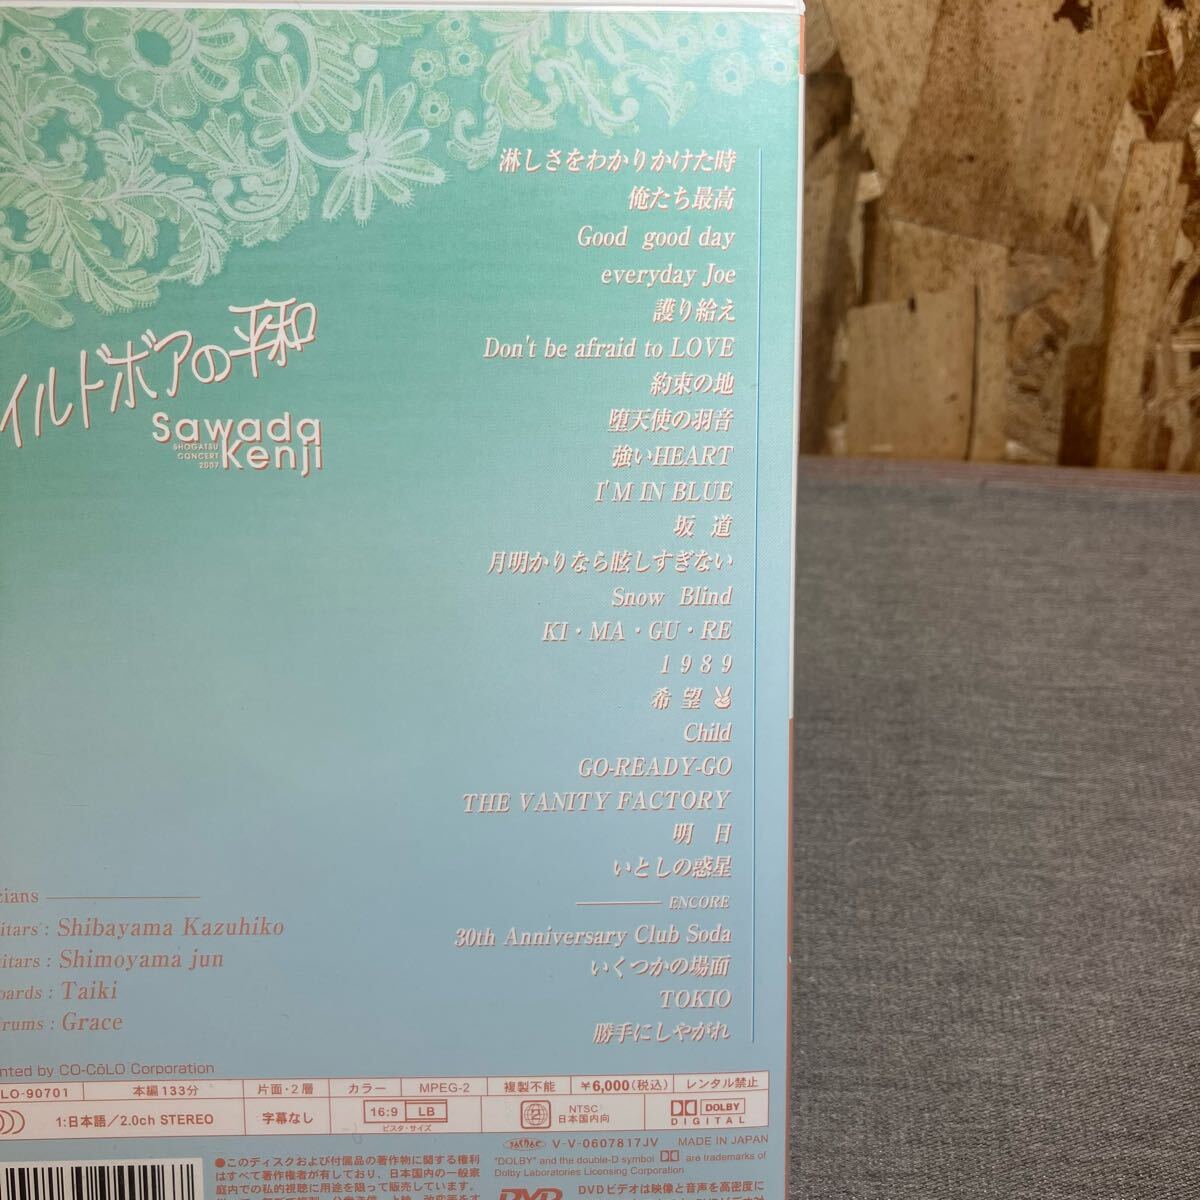 淋しさをわかりかけた時
俺たち最高
Good good day
everyday Joe
護り給え
Don't be afraid to LOVE
約束の地
堕天使の羽音
強いHEART
I'M IN BLUE
坂 道
月明かりなら眩しすぎない
Snow Blind
KI・MA・GU・RE
1989
希 望
Child
GO-READY-GO
THE VANITY FACTORY
明 日
いとしの惑星
ENCORE
30th Anniversary Club Soda
いくつかの場面
TOKIO
勝手にしやがれ
イルドボアの平和
Sawada
SHOGATSU
CONCERT
2007
Kenji
cians
itars : Shibayama Kazuhiko
itars : Shimoyama jun
oards : Taiki
rums : Grace
nted by CO-CōLO Corporation
LO-90701 本編133分 片面・2層 カラー MPEG-2 複製不能 ¥6,000(税込) レンタル禁止
1:日本語/2.0ch STEREO 字幕なし 16:9 LB ビスタ・サイズ 2 NTSC 日本国内向 DOLBY DIGITAL
V-V-0607817JV MADE IN JAPAN
●このディスクおよび付属品の著作物に関する権利
はすべて著作権者が有しており、日本国内の一般家
庭内での私的視聴に用途を限って販売しています。
"DOLBY" and the double-D symbol are trademarks of
Dolby Laboratories Licensing Corporation
DVD DVDビデオは映像と音声を高密度に